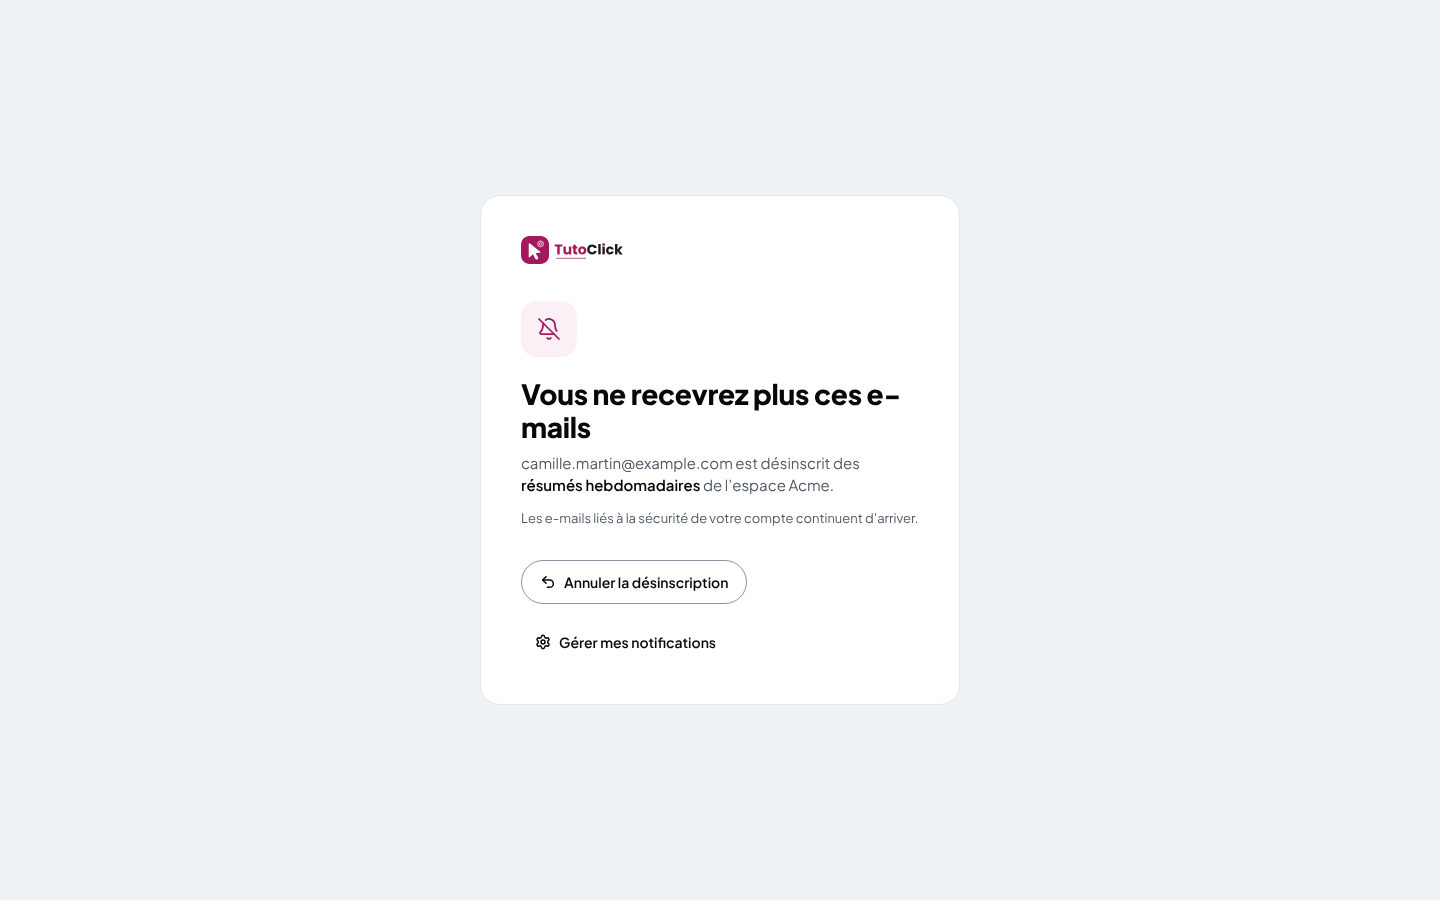 TutoClick
Vous ne recevrez plus ces e-
mails
camille.martin@example.com est désinscrit des
résumés hebdomadaires de l’espace Acme.
Les e-mails liés à la sécurité de votre compte continuent d’arriver.
Annuler la désinscription
Gérer mes notifications